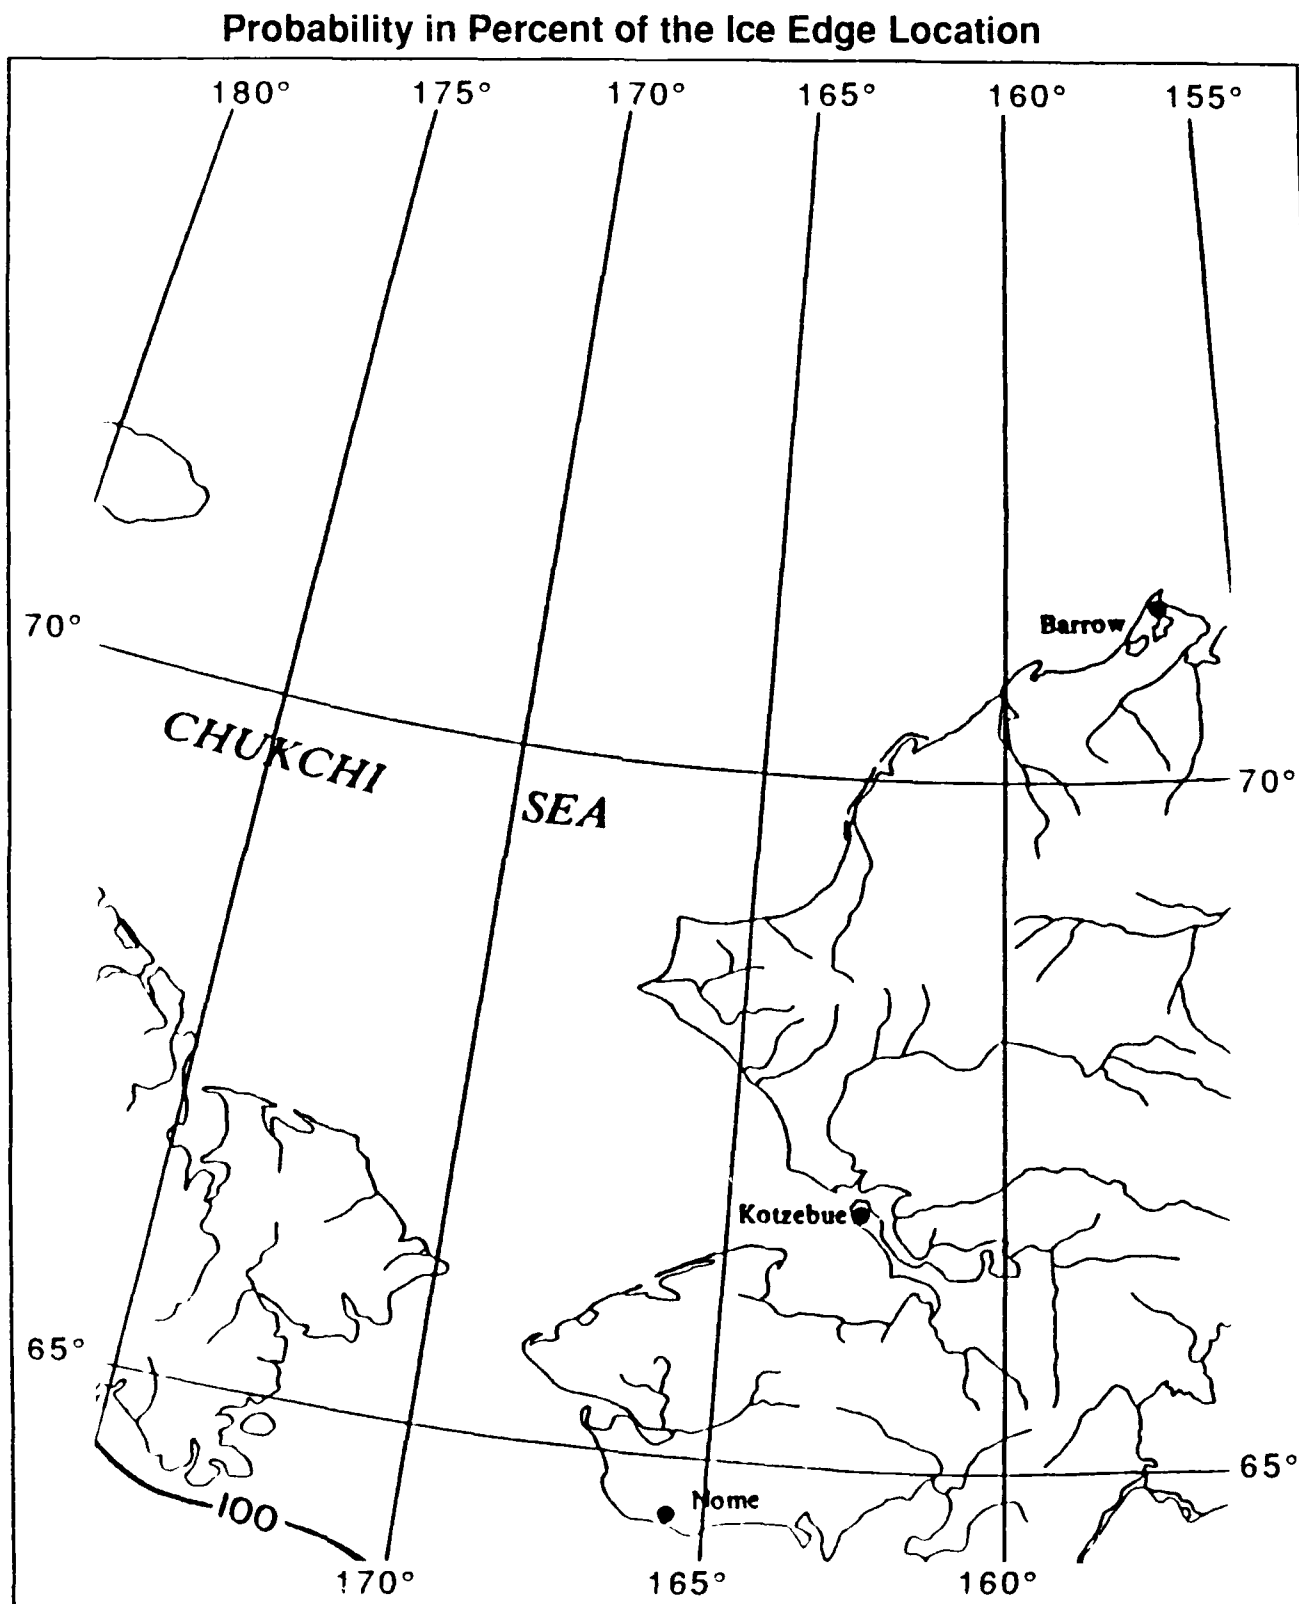 Probability in Percent of the Ice Edge Location
180° 175° 170° 165° 160° 155°
Barrow
70°
CHUKCHI
SEA
70°
Kotzebue
65°
65°
Nome
100
170° 165° 160°